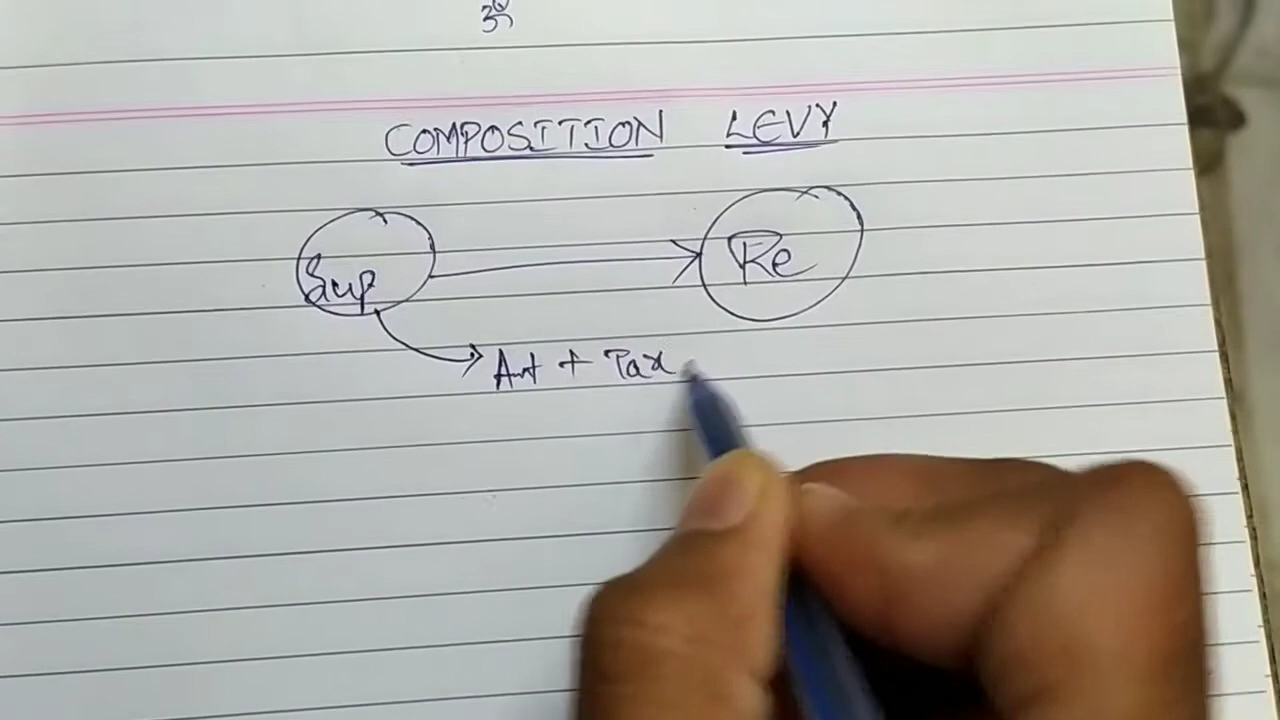 ॐ
COMPOSITION LEVY
Sup Re
Amt + Tax